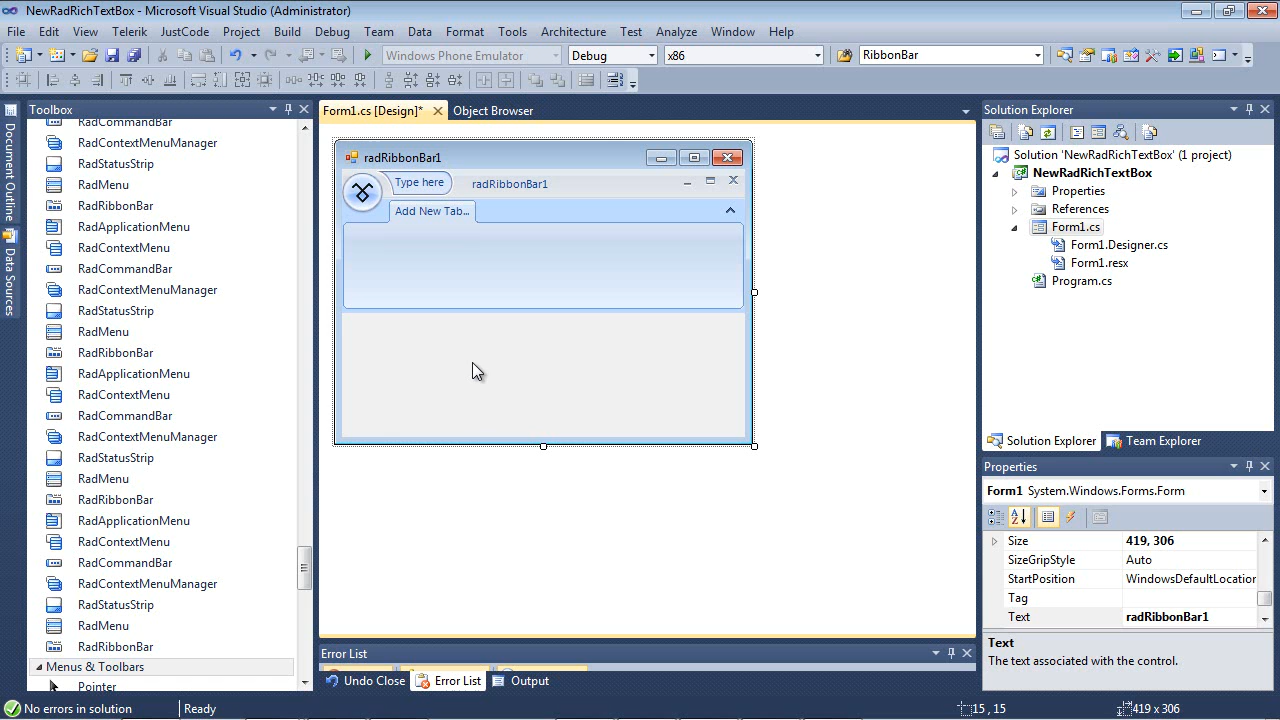 NewRadRichTextBox - Microsoft Visual Studio (Administrator)
File Edit View Telerik JustCode Project Build Debug Team Data Format Tools Architecture Test Analyze Window Help
Windows Phone Emulator Debug x86 RibbonBar
Document Outline
Data Sources
Toolbox
RadCommandBar
RadContextMenuManager
RadStatusStrip
RadMenu
RadRibbonBar
RadApplicationMenu
RadContextMenu
RadCommandBar
RadContextMenuManager
RadStatusStrip
RadMenu
RadRibbonBar
RadApplicationMenu
RadContextMenu
RadCommandBar
RadContextMenuManager
RadStatusStrip
RadMenu
RadRibbonBar
RadApplicationMenu
RadContextMenu
RadCommandBar
RadContextMenuManager
RadStatusStrip
RadMenu
RadRibbonBar
Menus & Toolbars
Pointer
Form1.cs [Design]* Object Browser
radRibbonBar1
Type here radRibbonBar1
Add New Tab...
Error List
Undo Close Error List Output
Solution Explorer
Solution 'NewRadRichTextBox' (1 project)
NewRadRichTextBox
Properties
References
Form1.cs
Form1.Designer.cs
Form1.resx
Program.cs
Solution Explorer Team Explorer
Properties
Form1 System.Windows.Forms.Form
Size 419, 306
SizeGripStyle Auto
StartPosition WindowsDefaultLocation
Tag
Text radRibbonBar1
Text
The text associated with the control.
No errors in solution Ready 15 , 15 419 x 306